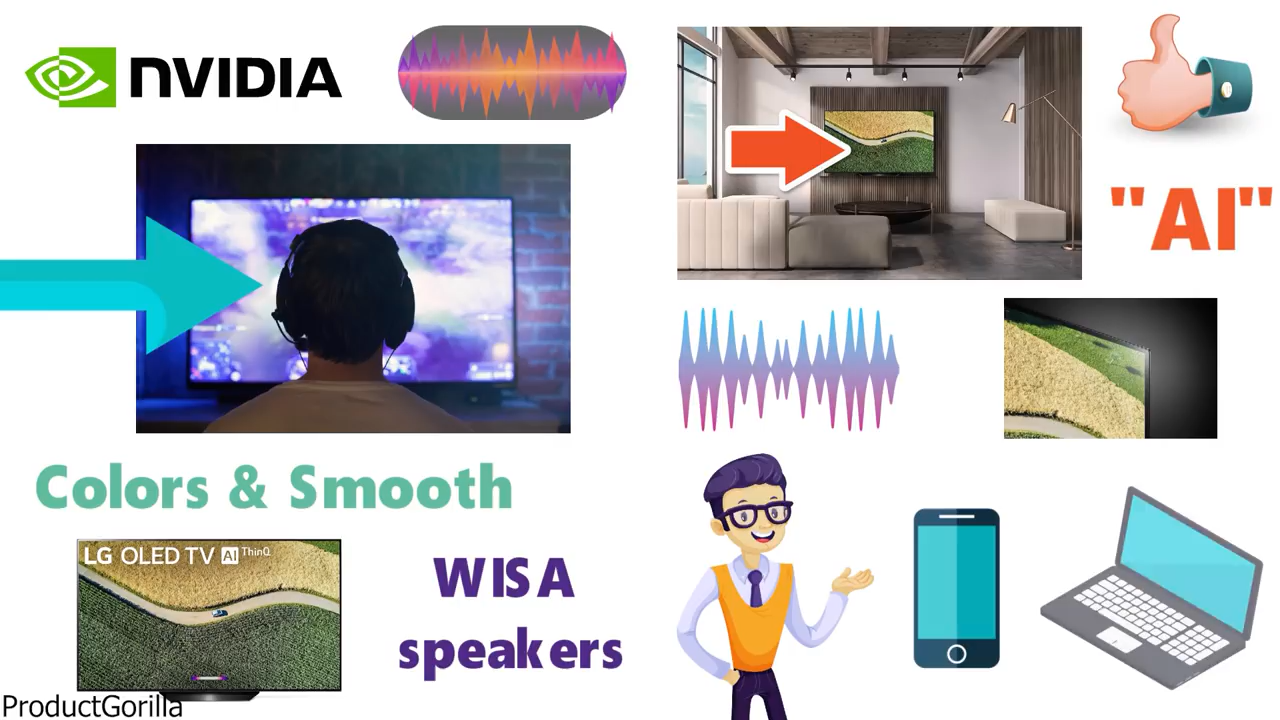 nVIDIA
"AI"
Colors & Smooth
LG OLED TV AI ThinQ
WISA
speakers
ProductGorilla